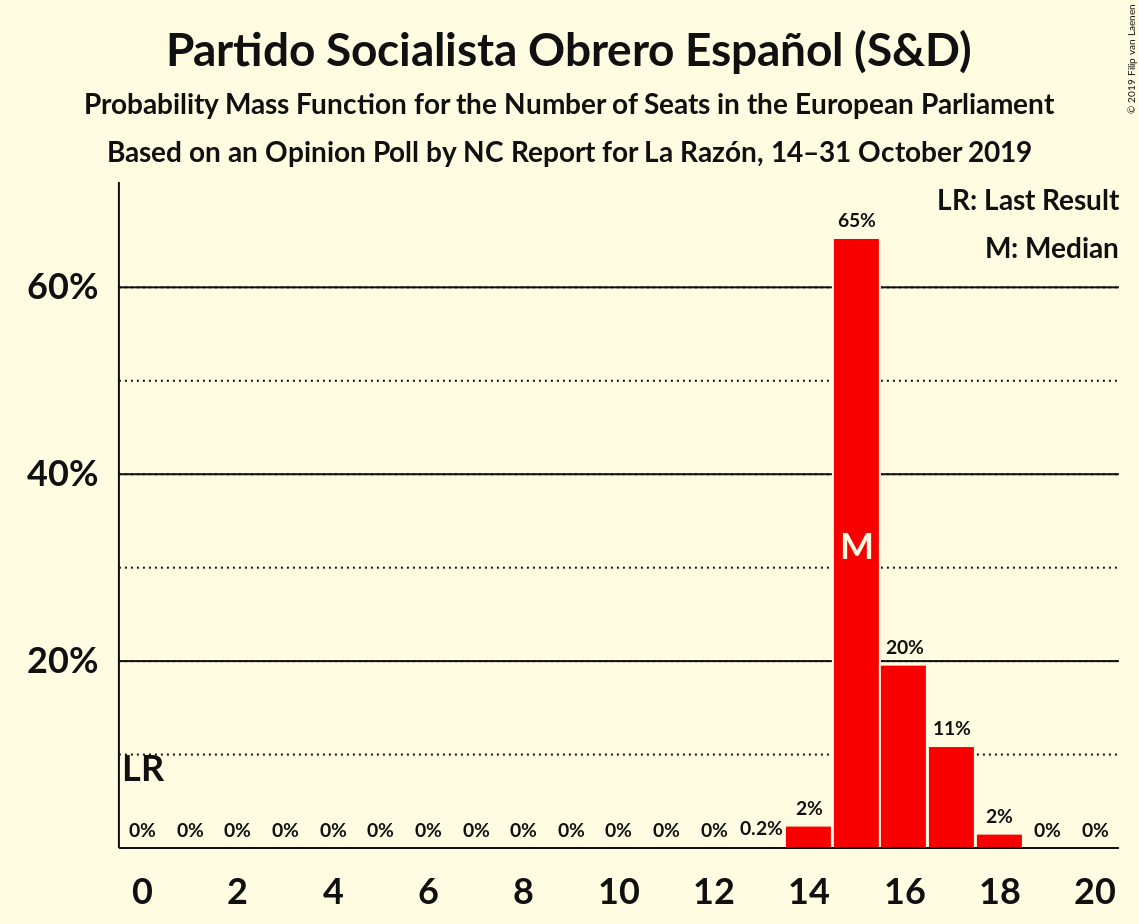 Partido Socialista Obrero Español (S&D)
Probability Mass Function for the Number of Seats in the European Parliament
Based on an Opinion Poll by NC Report for La Razón, 14–31 October 2019
© 2019 Filip van Laenen
LR: Last Result
M: Median
65%
60%
40%
M
20%
20%
11%
LR
2%
2%
0% 0% 0% 0% 0% 0% 0% 0% 0% 0% 0% 0% 0% 0.2% 0% 0%
0 2 4 6 8 10 12 14 16 18 20